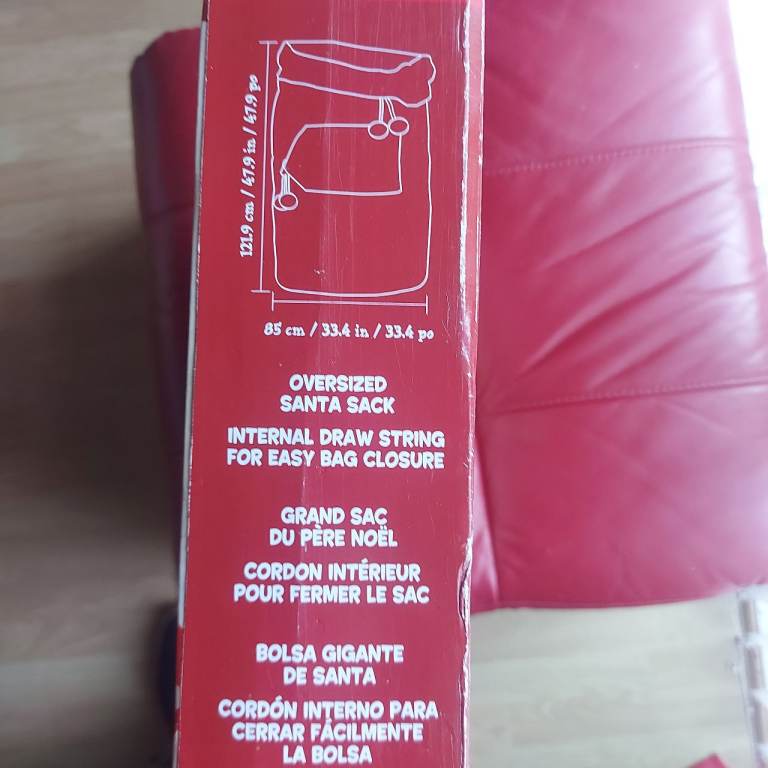 121.9 cm / 47.9 in / 47.9 po
85 cm / 33.4 in / 33.4 po
OVERSIZED
SANTA SACK
INTERNAL DRAW STRING
FOR EASY BAG CLOSURE
GRAND SAC
DU PÈRE NOËL
CORDON INTÉRIEUR
POUR FERMER LE SAC
BOLSA GIGANTE
DE SANTA
CORDÓN INTERNO PARA
CERRAR FÁCILMENTE
LA BOLSA